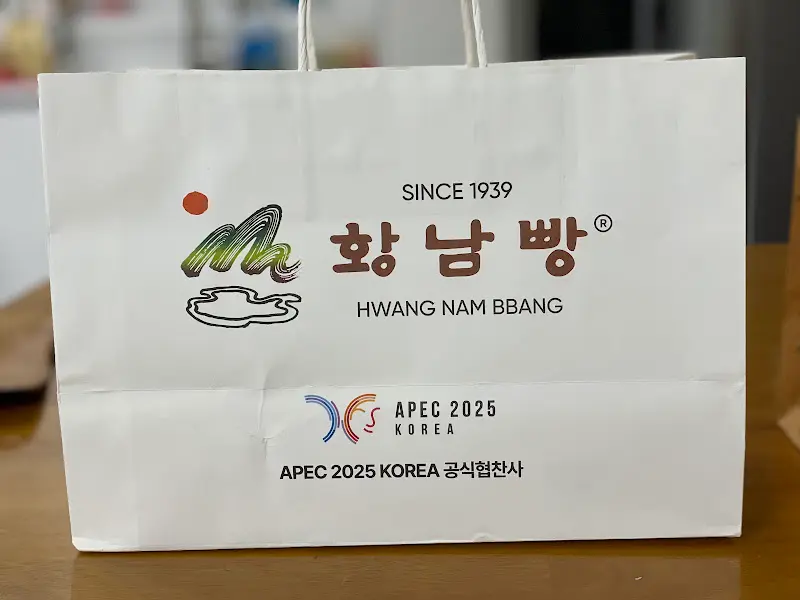 SINCE 1939
황남빵®
HWANG NAM BBANG
APEC 2025
KOREA
APEC 2025 KOREA 공식협찬사